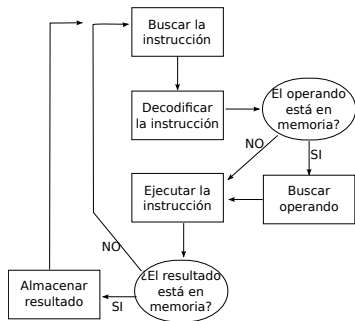 Buscar la
instrucción
Decodificar
la instrucción
El operando
está en
memoria?
NO
SI
Ejecutar la
instrucción
Buscar
operando
NO
¿El resultado
está en
memoria?
SI
Almacenar
resultado